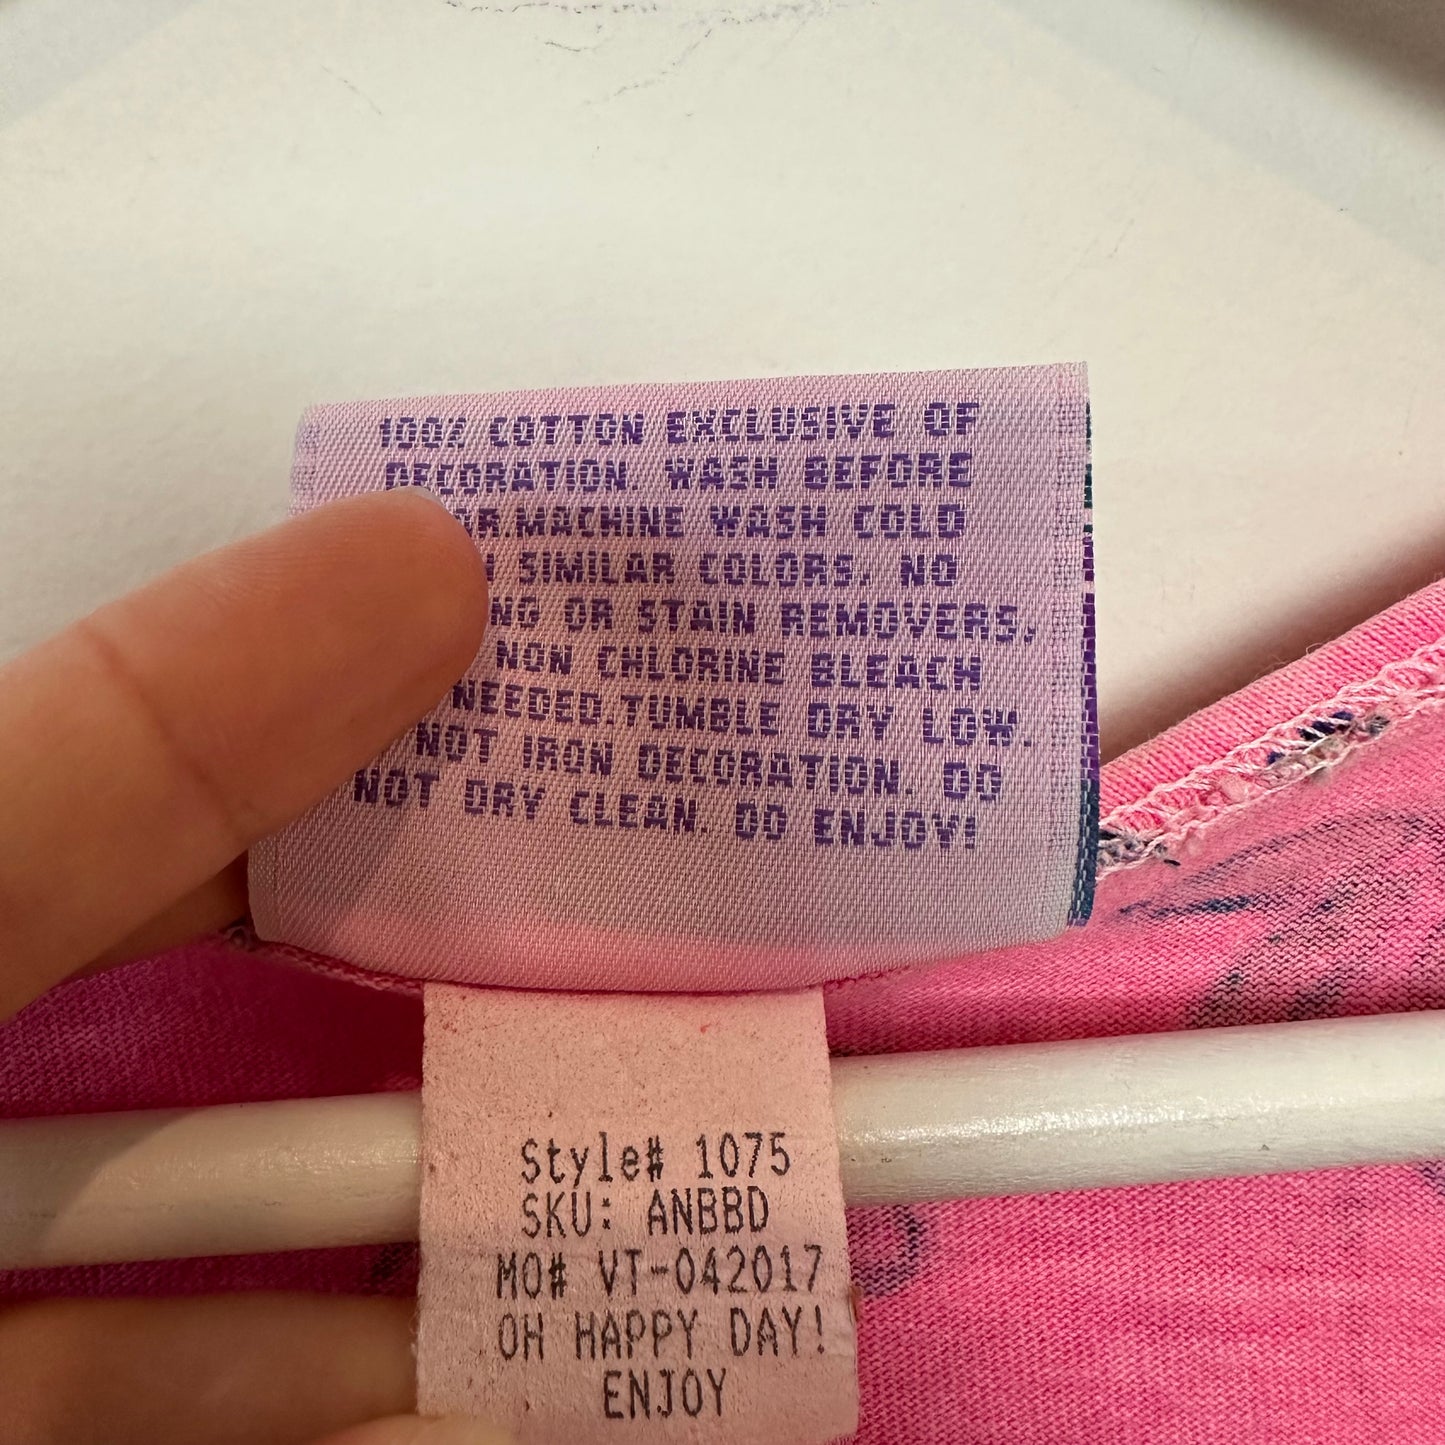 100% COTTON EXCLUSIVE OF
DECORATION. WASH BEFORE
MACHINE WASH COLD
SIMILAR COLORS. NO
OR STAIN REMOVERS.
NON CHLORINE BLEACH
NEEDED. TUMBLE DRY LOW.
NOT IRON DECORATION. DO
NOT DRY CLEAN. DO ENJOY!
Style# 1075
SKU: ANBBD
MO# VT-042017
OH HAPPY DAY!
ENJOY